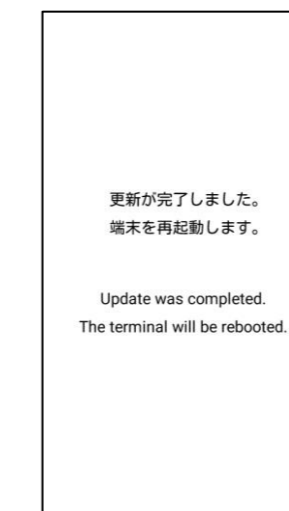 更新が完了しました。
端末を再起動します。
Update was completed.
The terminal will be rebooted.